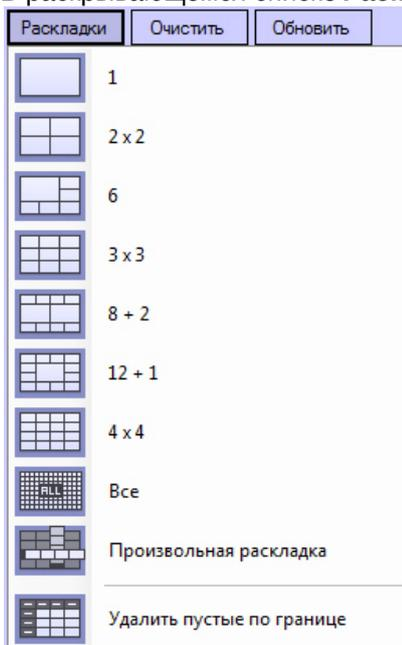 Раскладки Очистить Обновить
1
2 x 2
6
3 x 3
8 + 2
12 + 1
4 x 4
ALL Все
Произвольная раскладка
Удалить пустые по границе